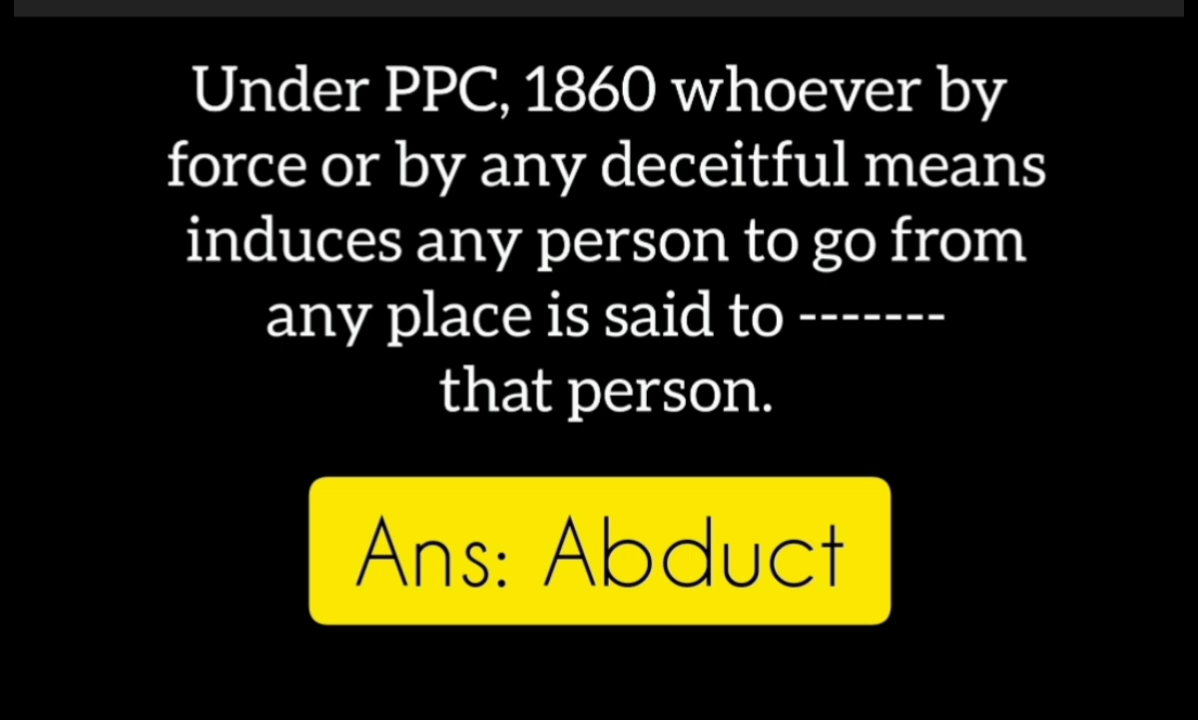 Under PPC, 1860 whoever by
force or by any deceitful means
induces any person to go from
any place is said to -------
that person.
Ans: Abduct